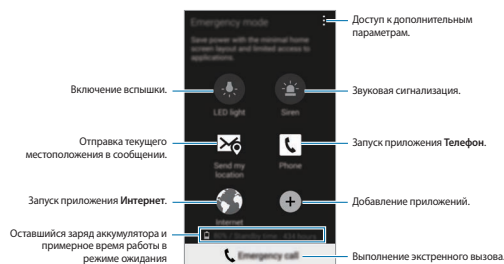 Emergency mode
Save power with the minimal home
screen layout and limited access to
applications.
Доступ к дополнительным
параметрам.
Включение вспышки.
LED light
Siren
Звуковая сигнализация.
Отправка текущего
местоположения в сообщении.
Send my
location
Phone
Запуск приложения Телефон.
Запуск приложения Интернет.
Internet
Добавление приложений.
Оставшийся заряд аккумулятора и
примерное время работы в
режиме ожидания
Standby time
Emergency call
Выполнение экстренного вызова.